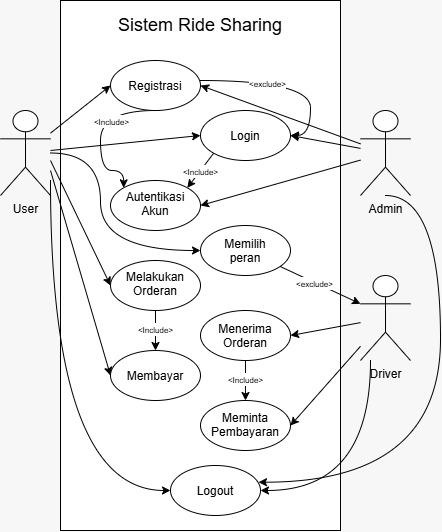 Sistem Ride Sharing
Registrasi
<exclude>
<Include>
Login
<Include>
Autentikasi
Akun
User
Admin
Memilih
peran
Melakukan
Orderan
<exclude>
<Include>
Menerima
Orderan
Membayar
<Include>
Driver
Meminta
Pembayaran
Logout